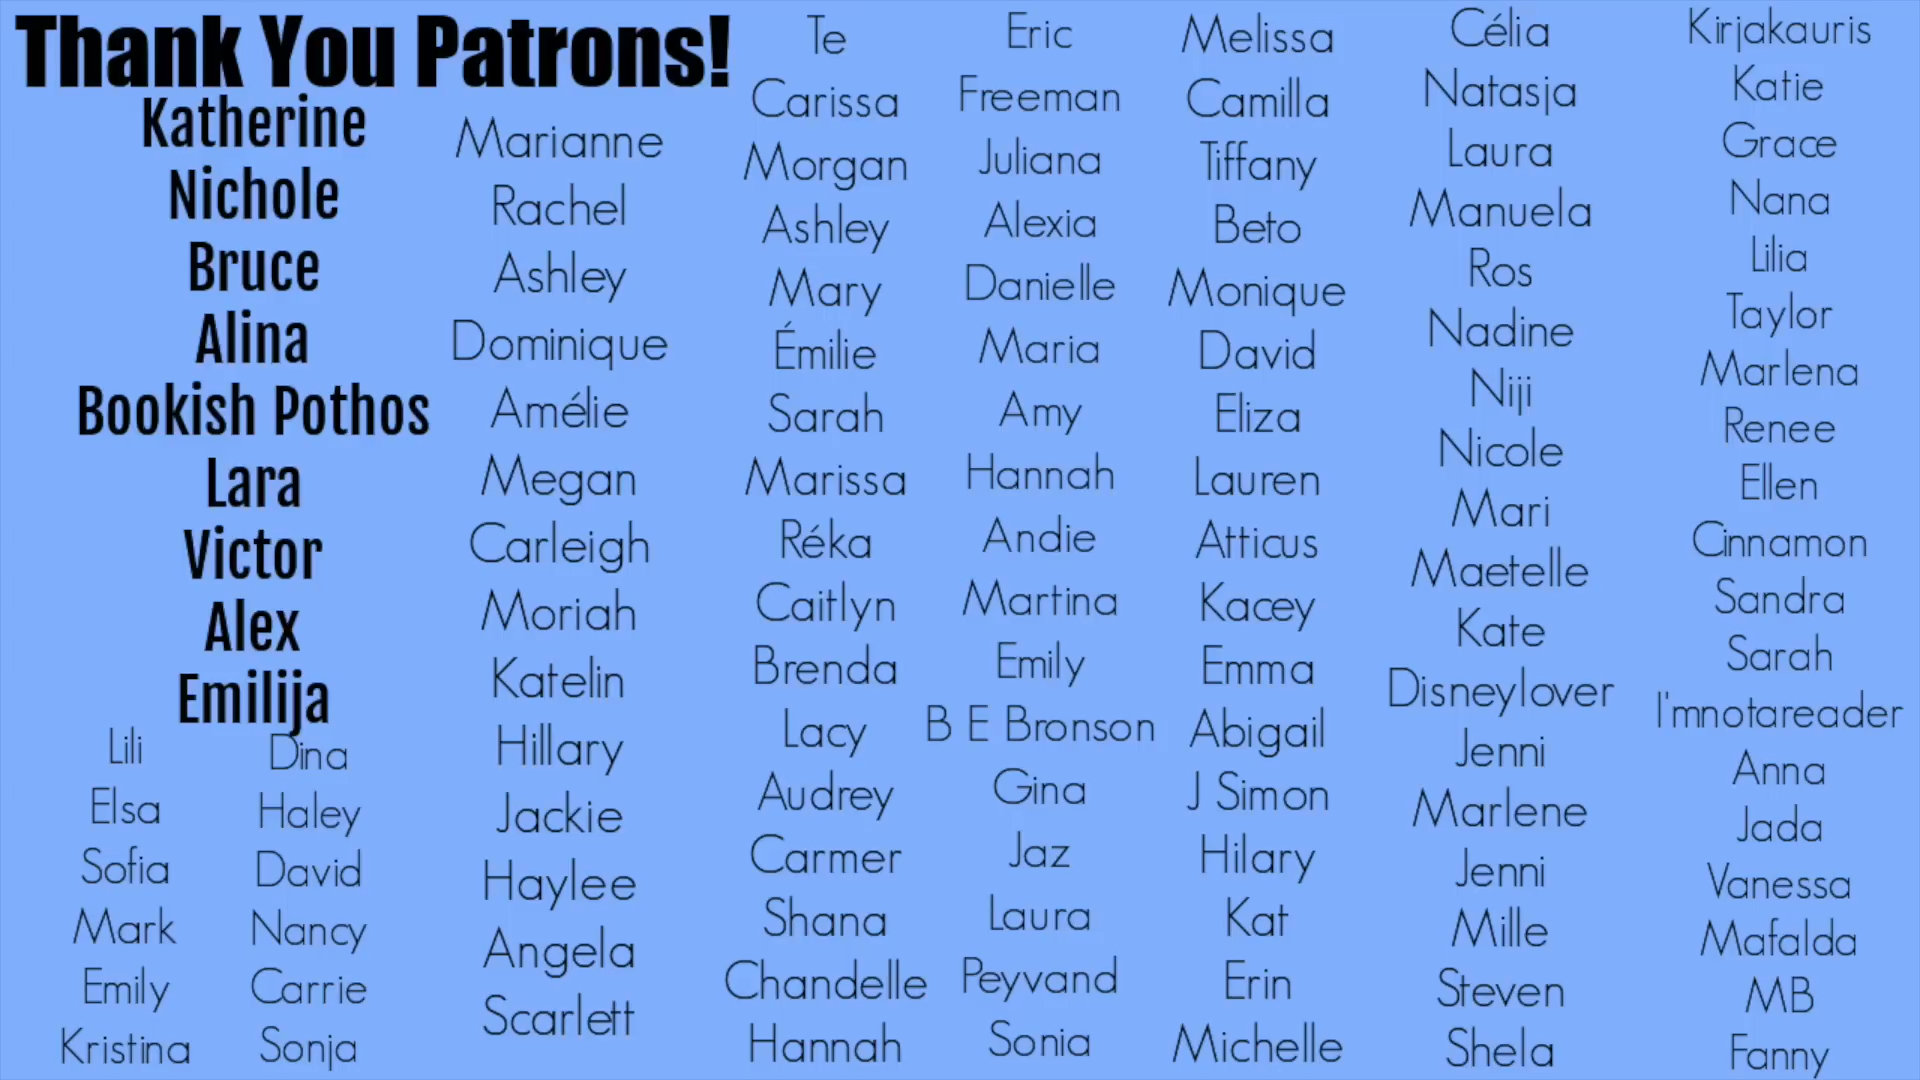 Thank You Patrons!
Katherine
Nichole
Bruce
Alina
Bookish Pothos
Lara
Victor
Alex
Emilija
Lili
Elsa
Sofia
Mark
Emily
Kristina
Dina
Haley
David
Nancy
Carrie
Sonja
Marianne
Rachel
Ashley
Dominique
Amélie
Megan
Carleigh
Moriah
Katelin
Hillary
Jackie
Haylee
Angela
Scarlett
Te
Carissa
Morgan
Ashley
Mary
Émilie
Sarah
Marissa
Réka
Caitlyn
Brenda
Lacy
Audrey
Carmer
Shana
Chandelle
Hannah
Eric
Freeman
Juliana
Alexia
Danielle
Maria
Amy
Hannah
Andie
Martina
Emily
B E Bronson
Gina
Jaz
Laura
Peyvand
Sonia
Melissa
Camilla
Tiffany
Beto
Monique
David
Eliza
Lauren
Atticus
Kacey
Emma
Abigail
J Simon
Hilary
Kat
Erin
Michelle
Célia
Natasja
Laura
Manuela
Ros
Nadine
Niji
Nicole
Mari
Maetelle
Kate
Disneylover
Jenni
Marlene
Jenni
Mille
Steven
Shela
Kirjakauris
Katie
Grace
Nana
Lilia
Taylor
Marlena
Renee
Ellen
Cinnamon
Sandra
Sarah
I'mnotareader
Anna
Jada
Vanessa
Mafalda
MB
Fanny